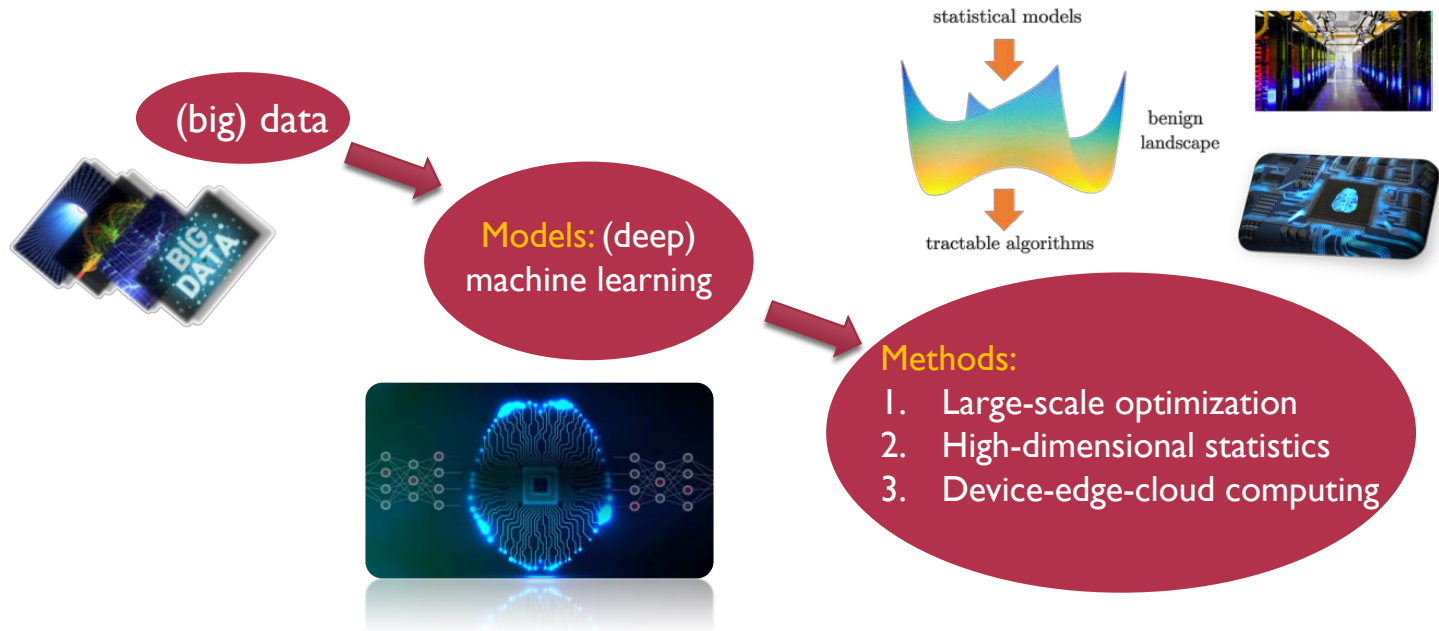 (big) data
BIG
DATA
Models: (deep)
machine learning
statistical models
benign
landscape
tractable algorithms
Methods:
1. Large-scale optimization
2. High-dimensional statistics
3. Device-edge-cloud computing